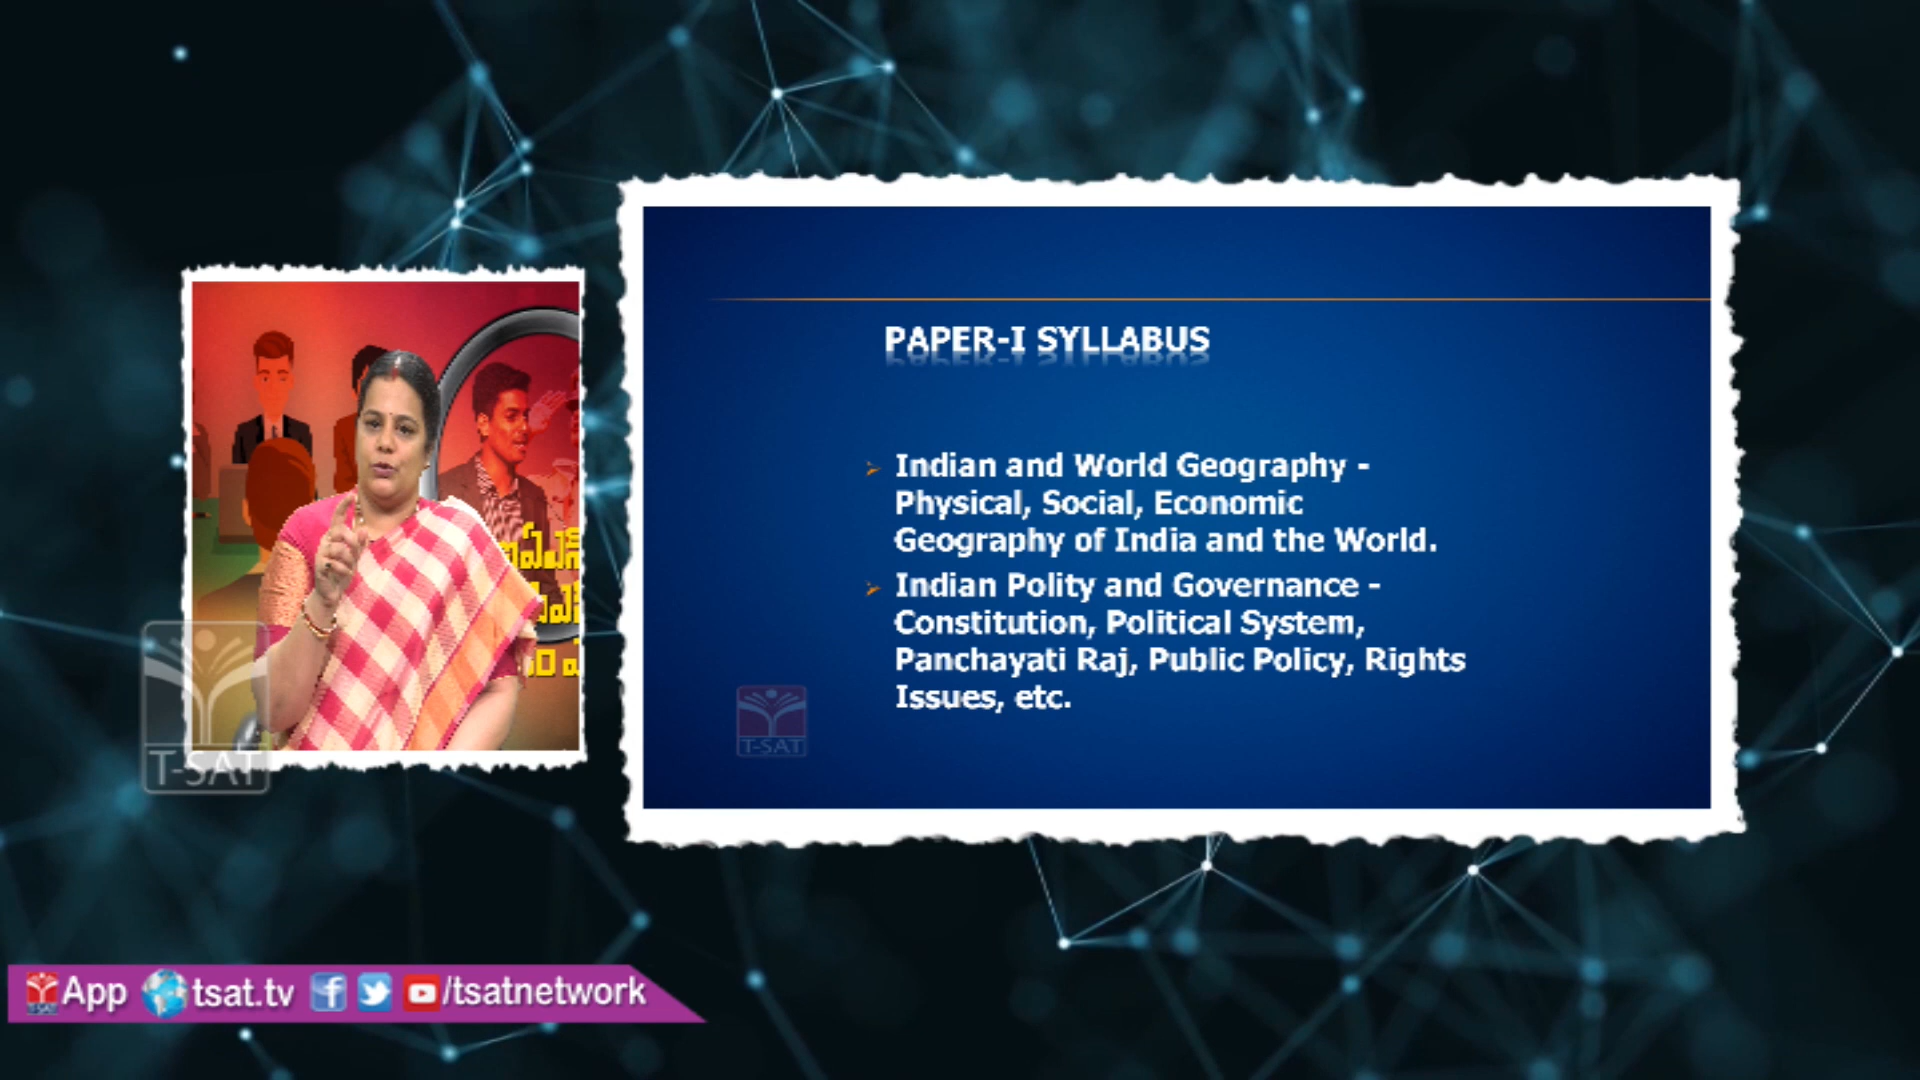 PAPER-I SYLLABUS
Indian and World Geography -
Physical, Social, Economic
Geography of India and the World.
Indian Polity and Governance -
Constitution, Political System,
Panchayati Raj, Public Policy, Rights
Issues, etc.
T-SAT
T-SAT
App tsat.tv /tsatnetwork